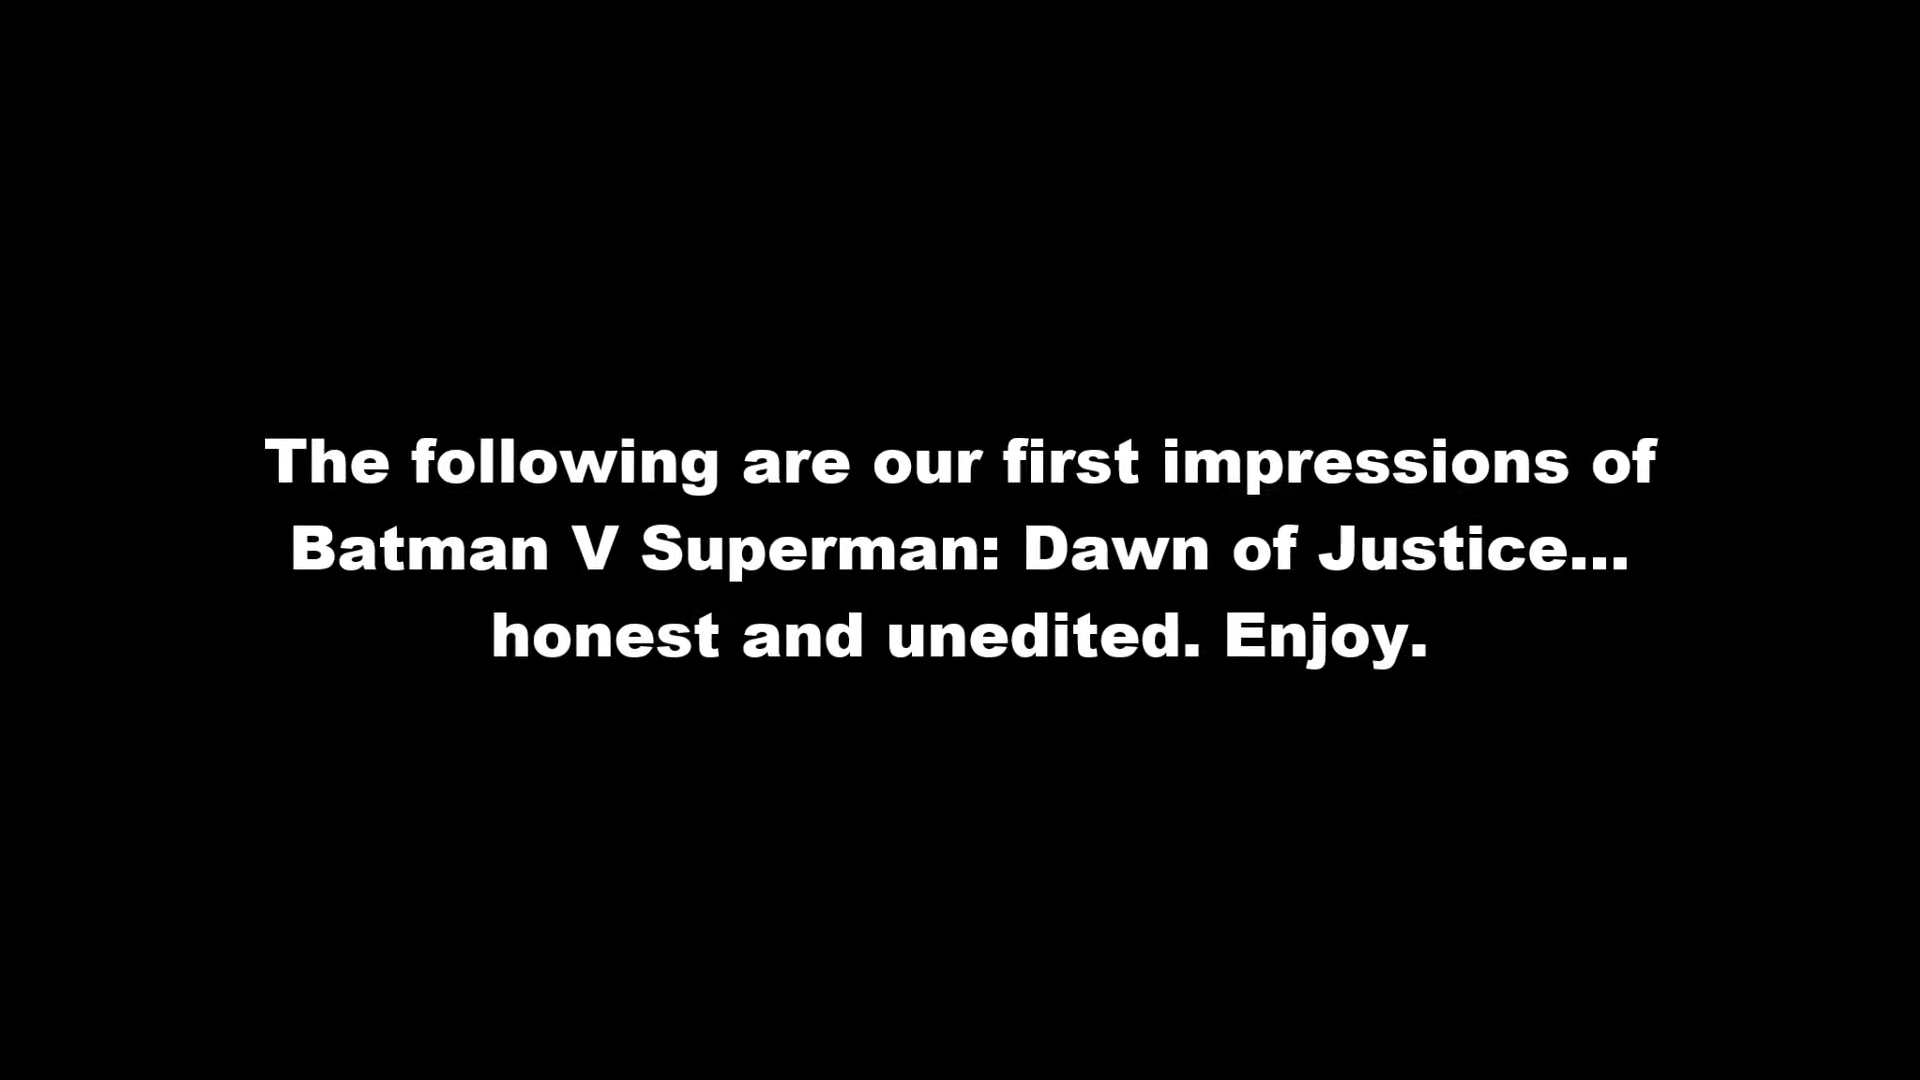 The following are our first impressions of
Batman V Superman: Dawn of Justice...
honest and unedited. Enjoy.